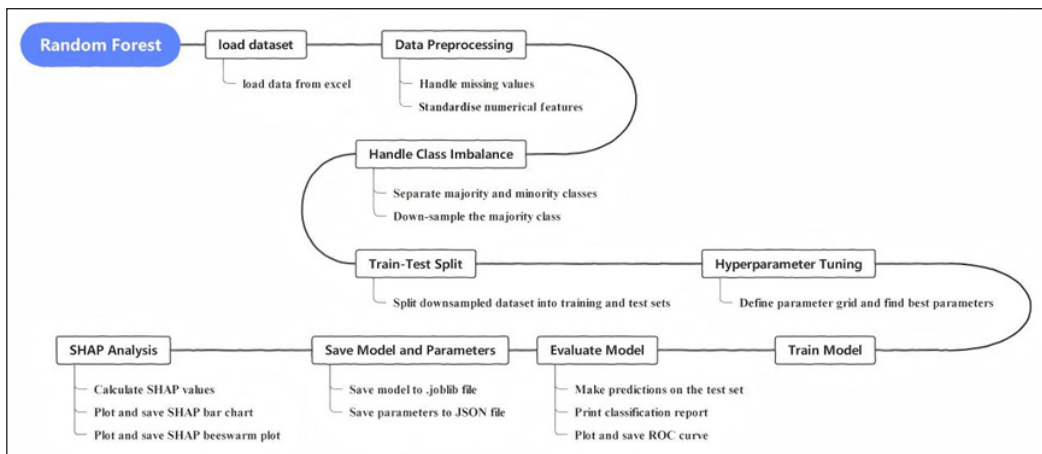 Random Forest
load dataset
load data from excel
Data Preprocessing
Handle missing values
Standardise numerical features
Handle Class Imbalance
Separate majority and minority classes
Down-sample the majority class
Train-Test Split
Split downsampled dataset into training and test sets
Hyperparameter Tuning
Define parameter grid and find best parameters
Train Model
Evaluate Model
Make predictions on the test set
Print classification report
Plot and save ROC curve
Save Model and Parameters
Save model to .joblib file
Save parameters to JSON file
SHAP Analysis
Calculate SHAP values
Plot and save SHAP bar chart
Plot and save SHAP beeswarm plot